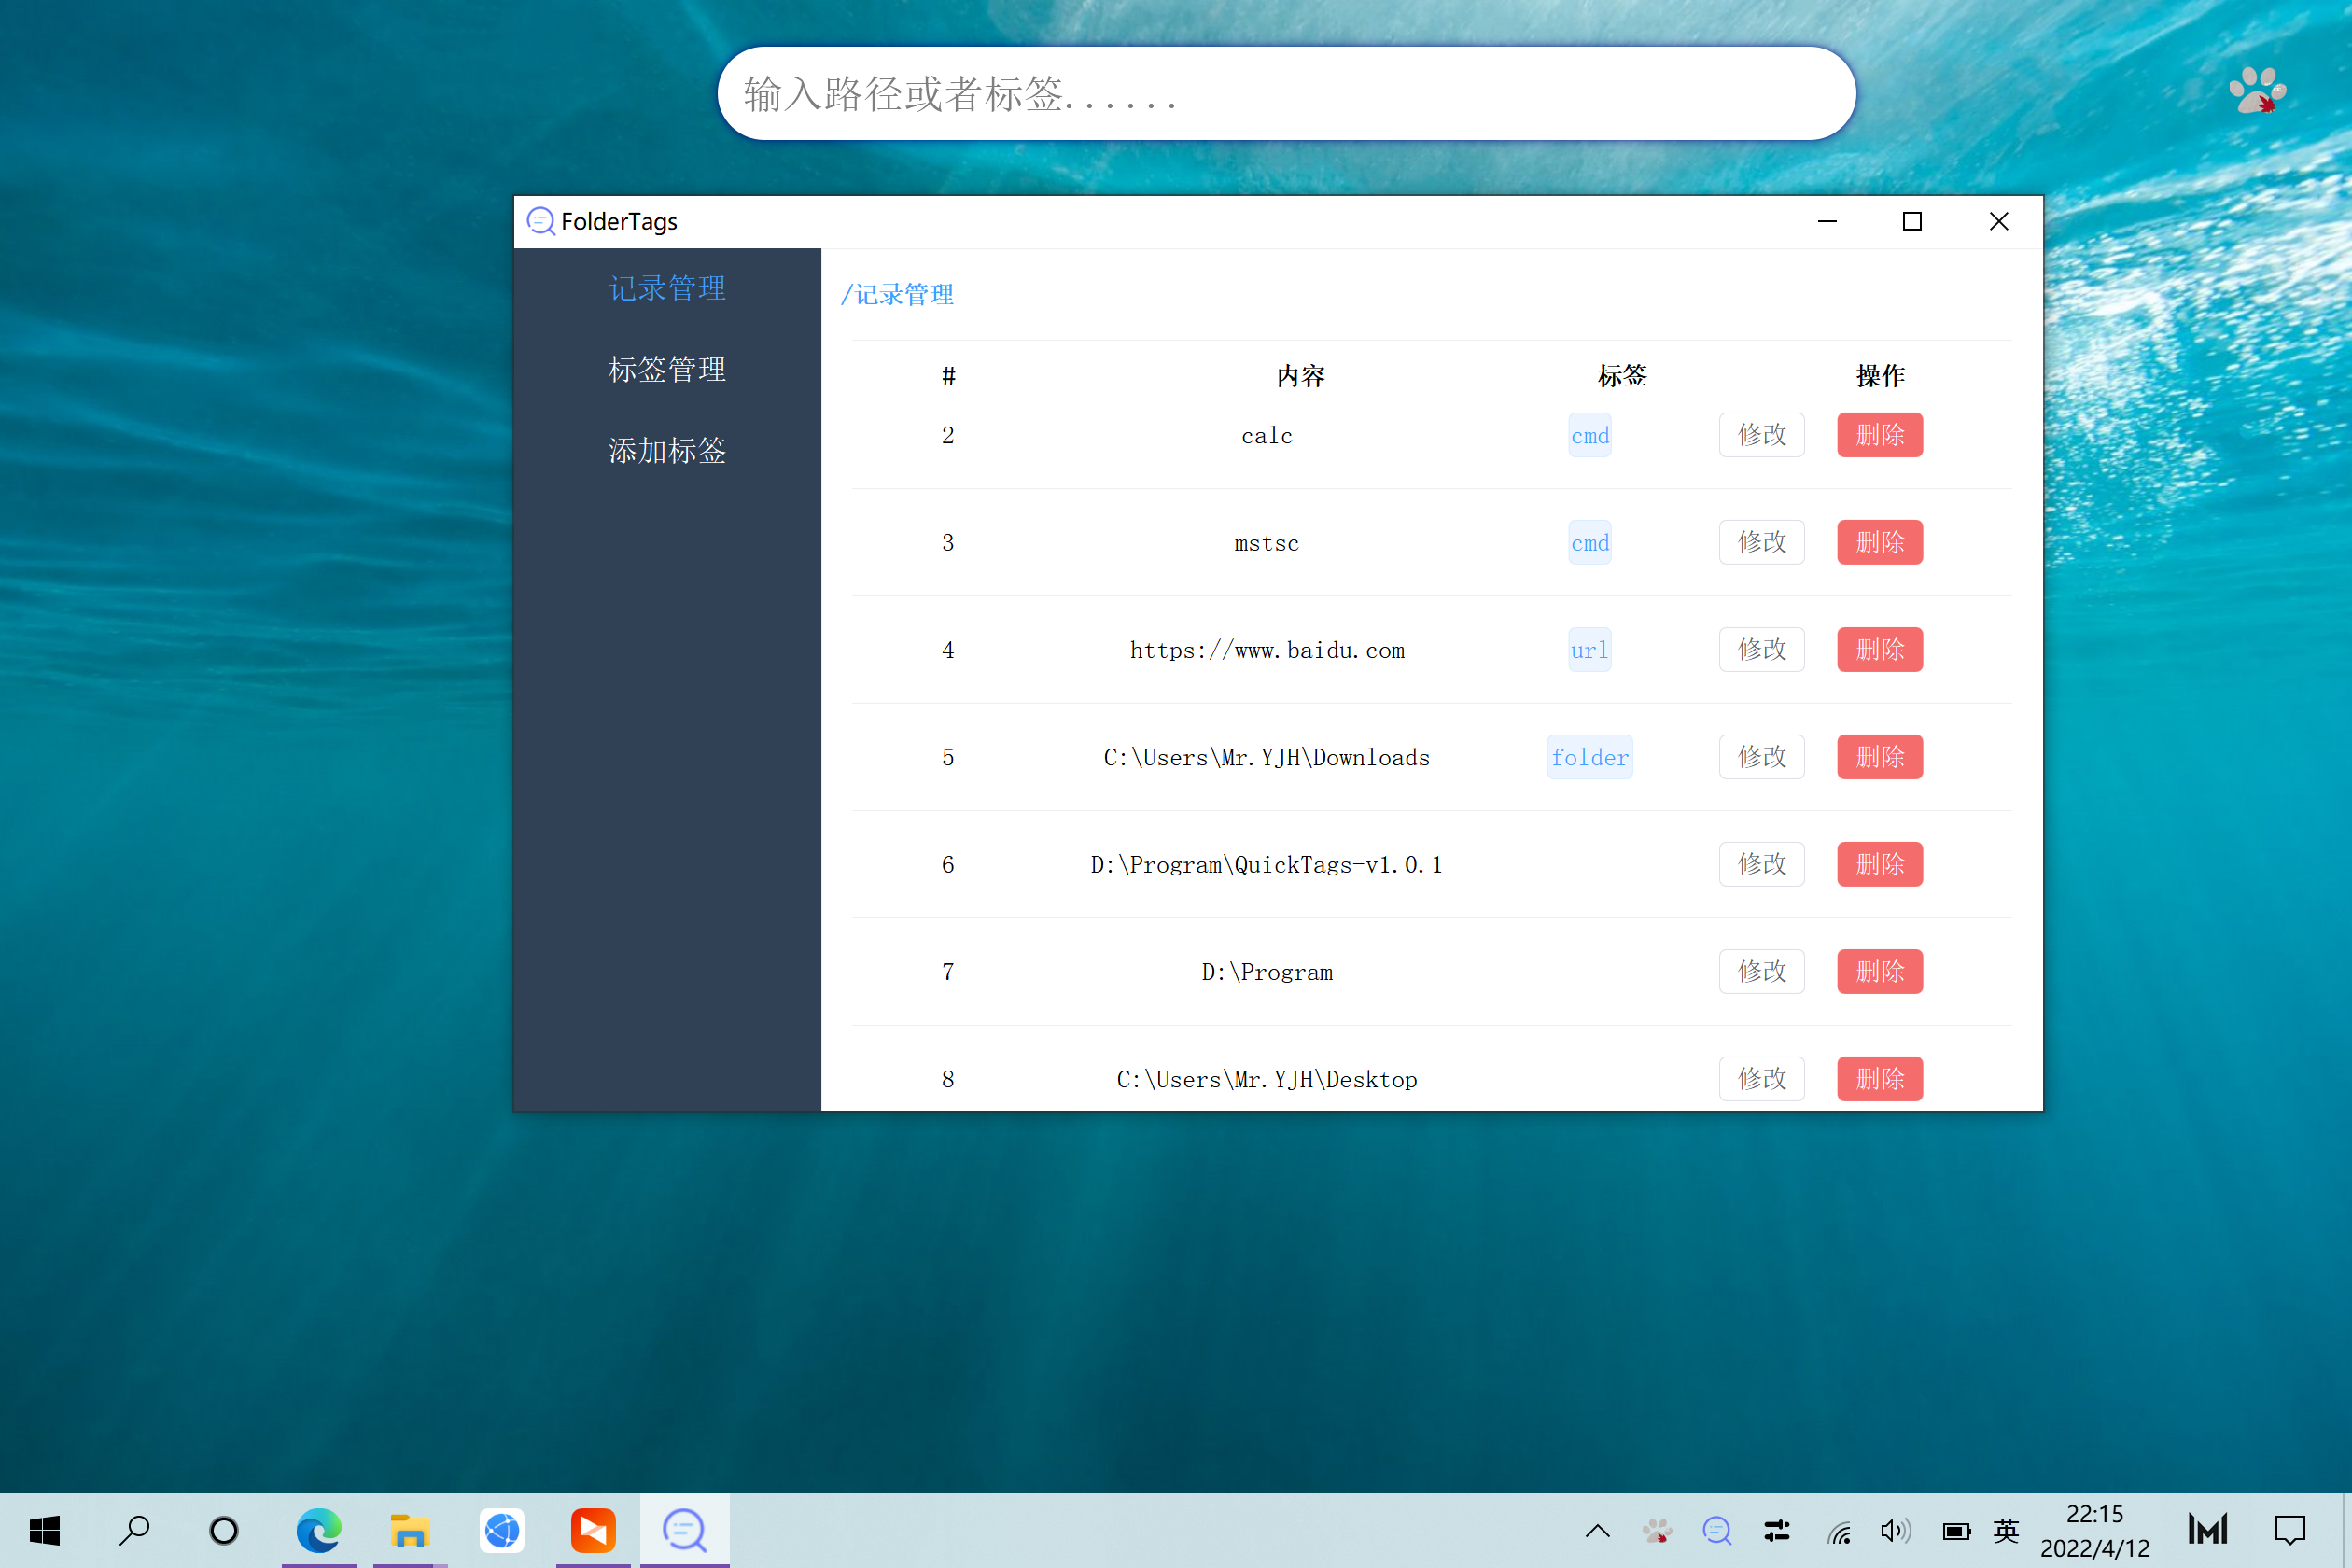 输入路径或者标签......
FolderTags
记录管理
标签管理
添加标签
/记录管理
# 内容 标签 操作
2 calc cmd 修改 删除
3 mstsc cmd 修改 删除
4 https://www.baidu.com url 修改 删除
5 C:\Users\Mr.YJH\Downloads folder 修改 删除
6 D:\Program\QuickTags-v1.0.1 修改 删除
7 D:\Program 修改 删除
8 C:\Users\Mr.YJH\Desktop 修改 删除
英
22:15
2022/4/12